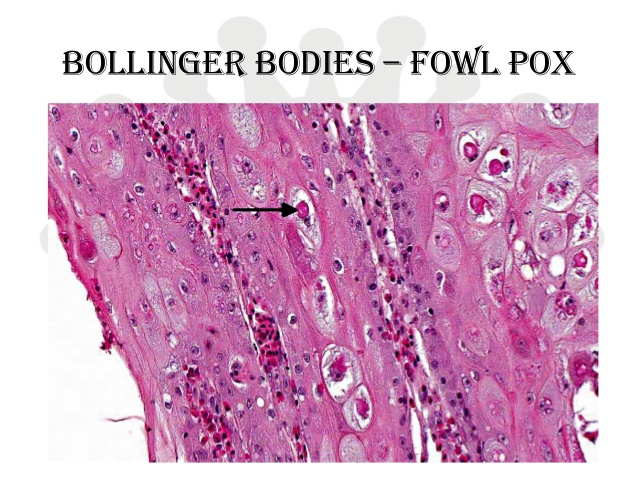 BOLLINGER BODIES – FOWL POX